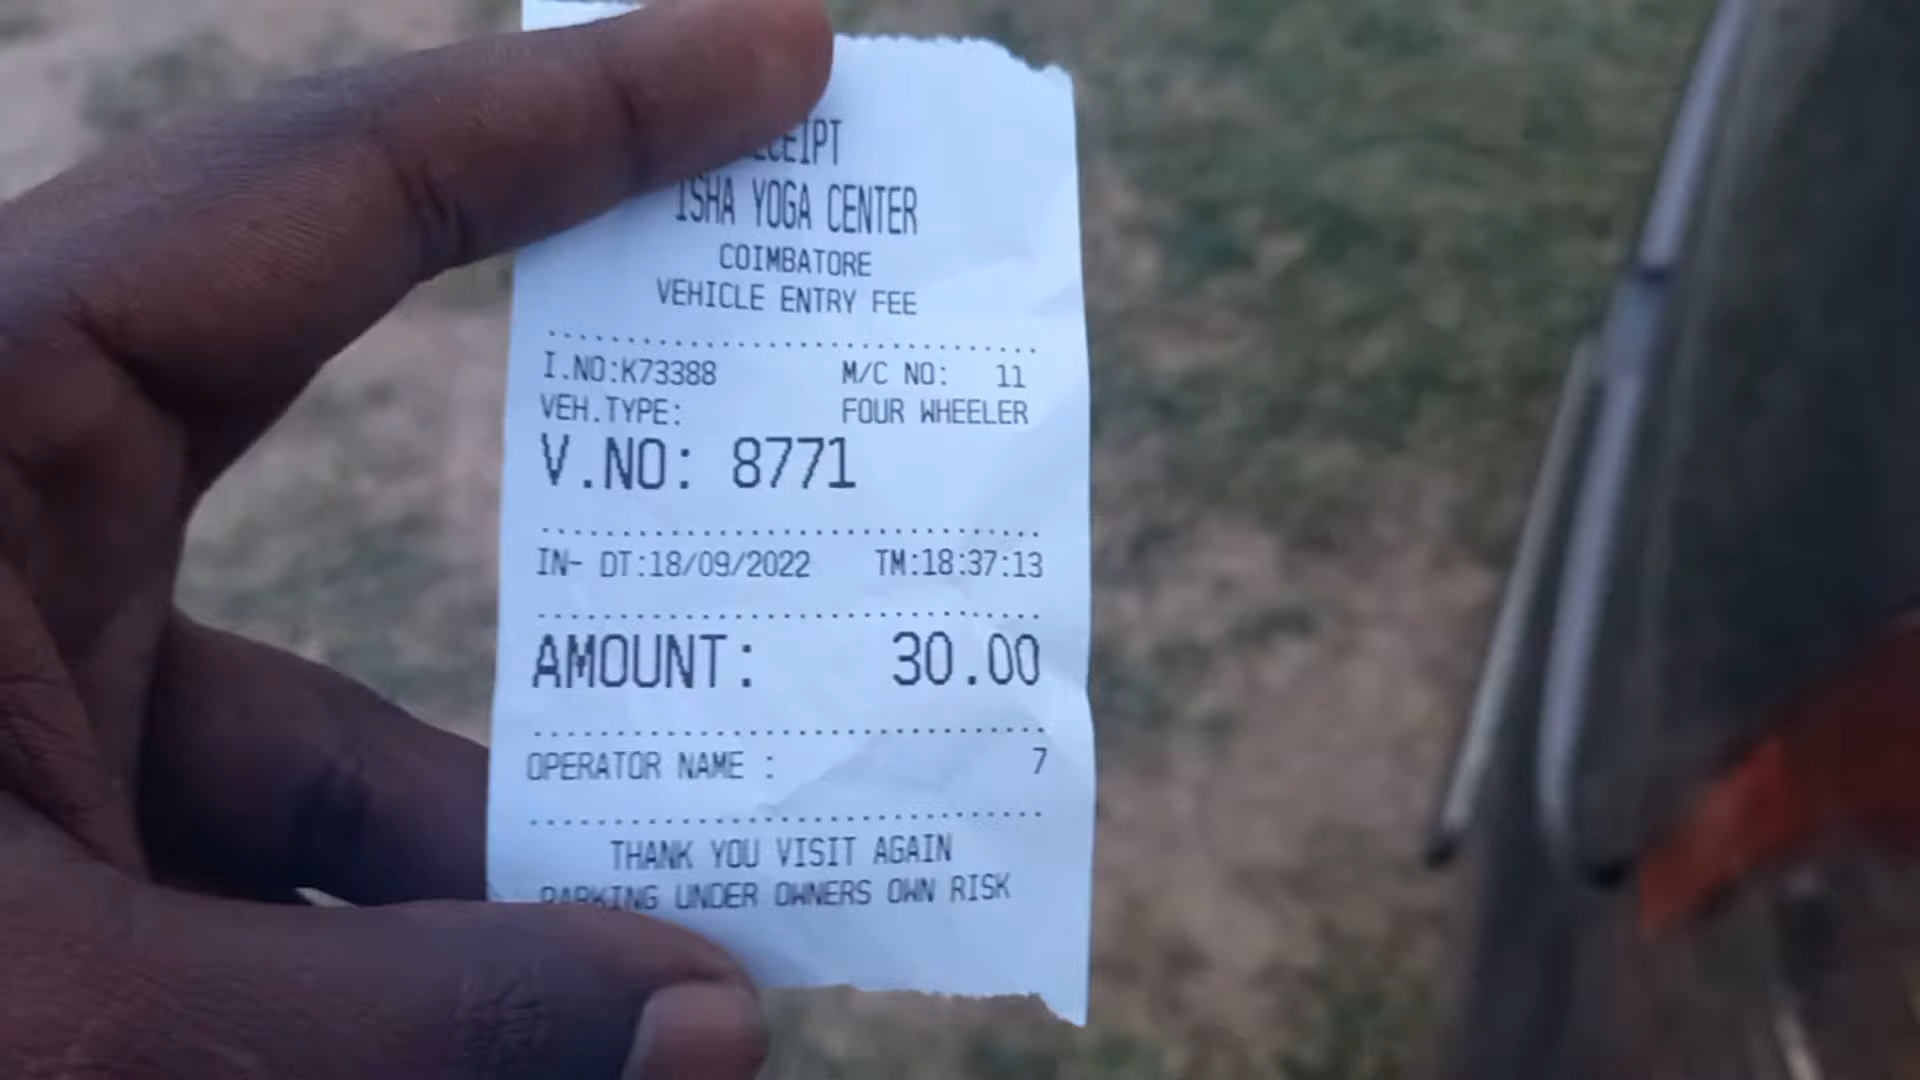 ISHA YOGA CENTER
COIMBATORE
VEHICLE ENTRY FEE
I.NO:K73388 M/C NO: 11
VEH.TYPE: FOUR WHEELER
V.NO: 8771
IN- DT:18/09/2022 TM:18:37:13
AMOUNT: 30.00
OPERATOR NAME : 7
THANK YOU VISIT AGAIN
PARKING UNDER OWNERS OWN RISK